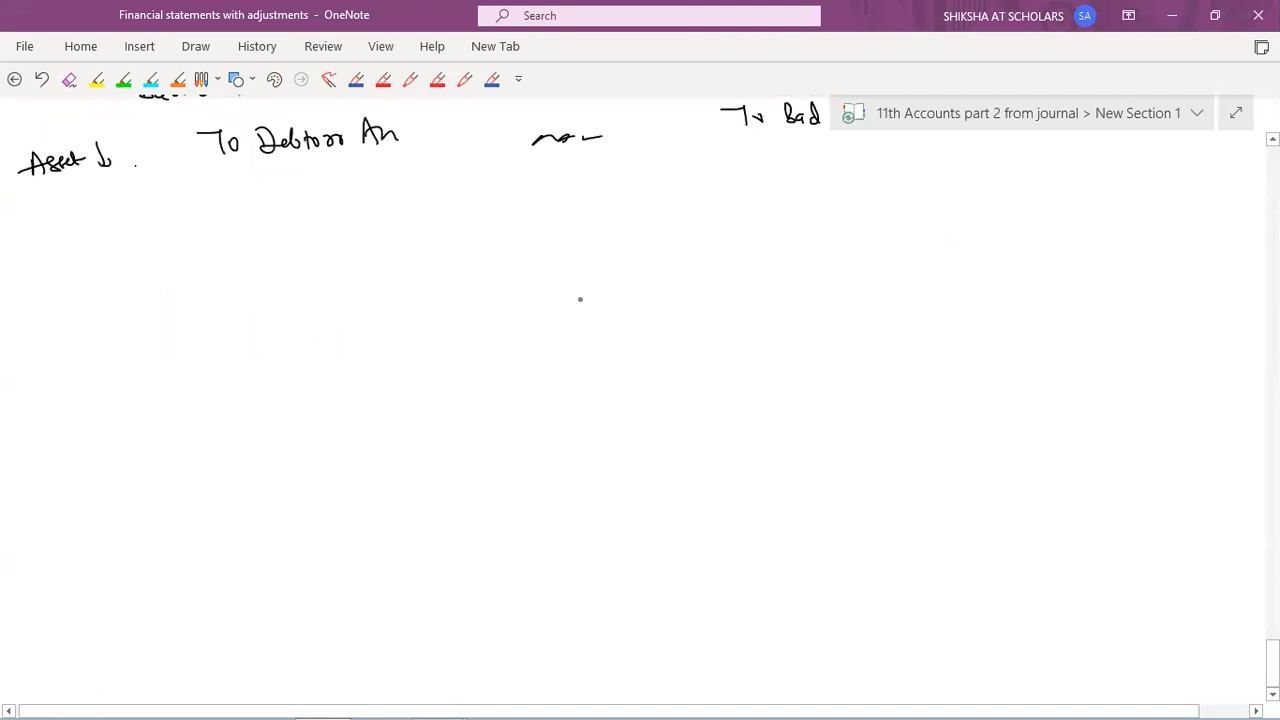 Financial statements with adjustments - OneNote
Search
SHIKSHA AT SCHOLARS
SA
File Home Insert Draw History Review View Help New Tab
11th Accounts part 2 from journal > New Section 1
To Bad
To Debtors A/c
Asset ↓